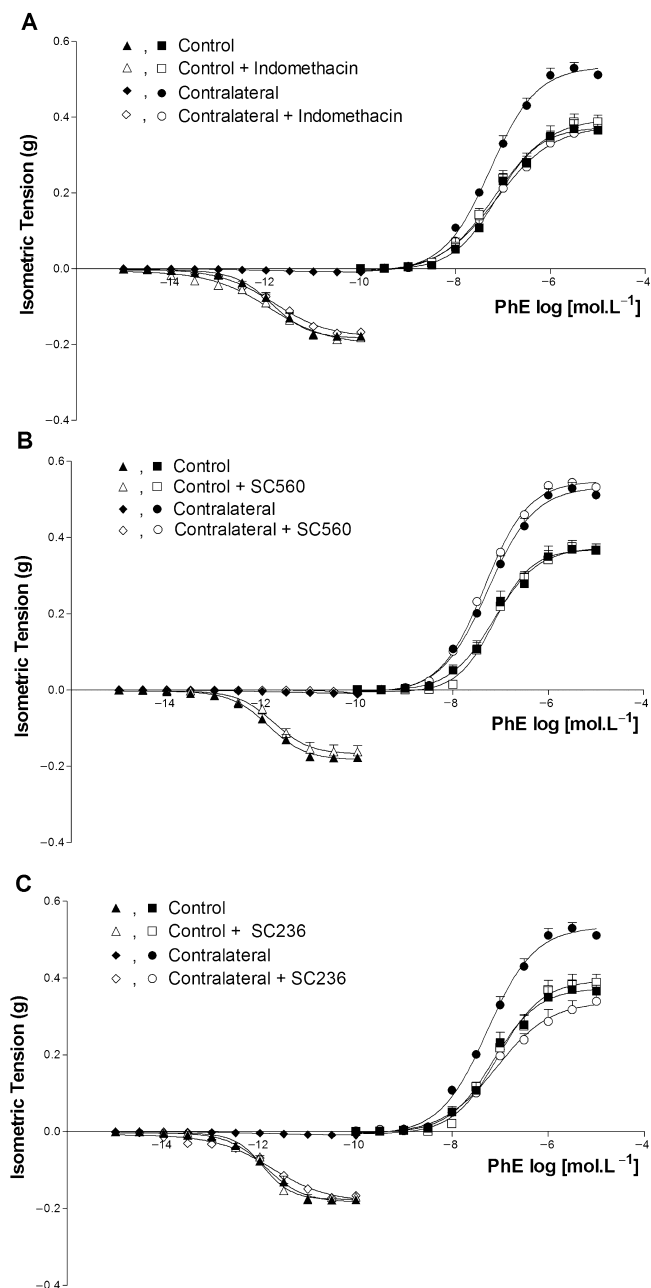 A
0.6
▲ , ■ Control
△ , □ Control + Indomethacin
◆ , ● Contralateral
◇ , ○ Contralateral + Indomethacin
0.4
0.2
0.0
−0.2
−0.4
Isometric Tension (g)
−14 −12 −10 −8 −6 −4
PhE log [mol.L⁻¹]
B
0.6
▲ , ■ Control
△ , □ Control + SC560
◆ , ● Contralateral
◇ , ○ Contralateral + SC560
0.4
0.2
0.0
−0.2
−0.4
Isometric Tension (g)
−14 −12 −10 −8 −6 −4
PhE log [mol.L⁻¹]
C
0.6
▲ , ■ Control
△ , □ Control + SC236
◆ , ● Contralateral
◇ , ○ Contralateral + SC236
0.4
0.2
0.0
−0.2
−0.4
Isometric Tension (g)
−14 −12 −10 −8 −6 −4
PhE log [mol.L⁻¹]